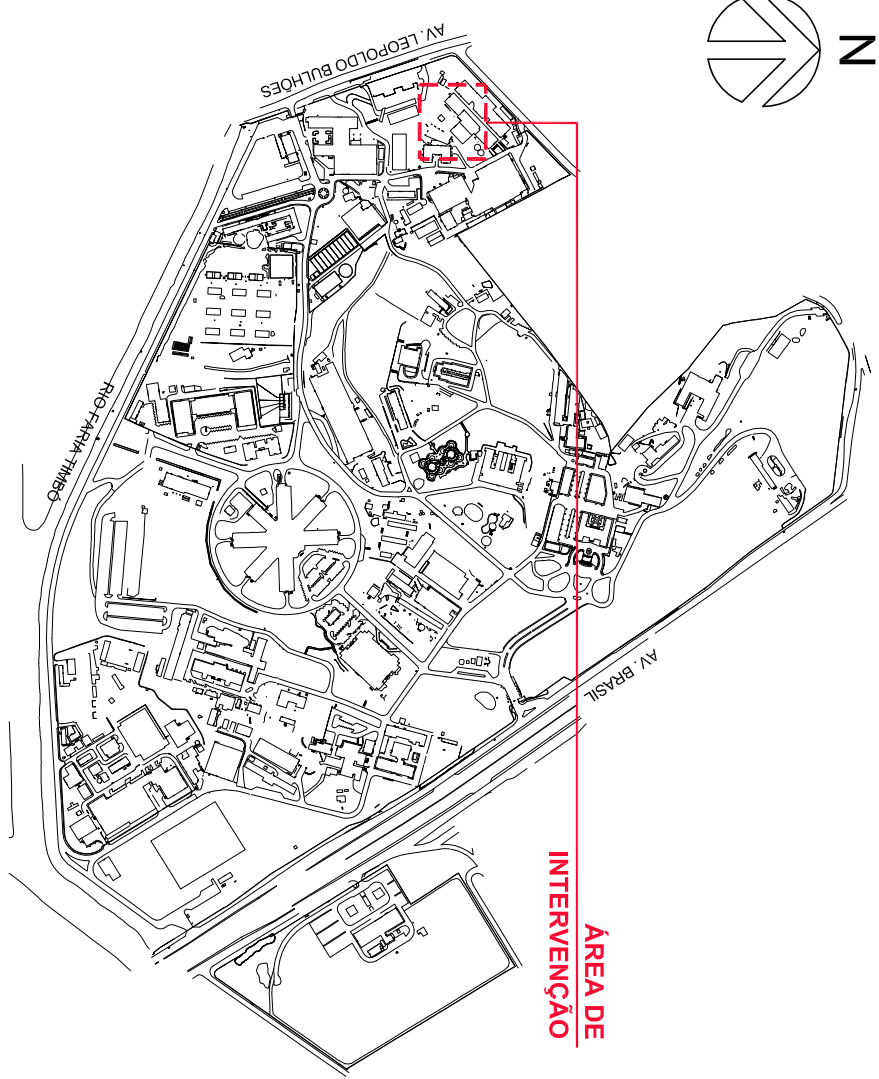 N
AV. LEOPOLDO BULHÕES
RIO FARIA TIMBÓ
AV. BRASIL
ÁREA DE
INTERVENÇÃO